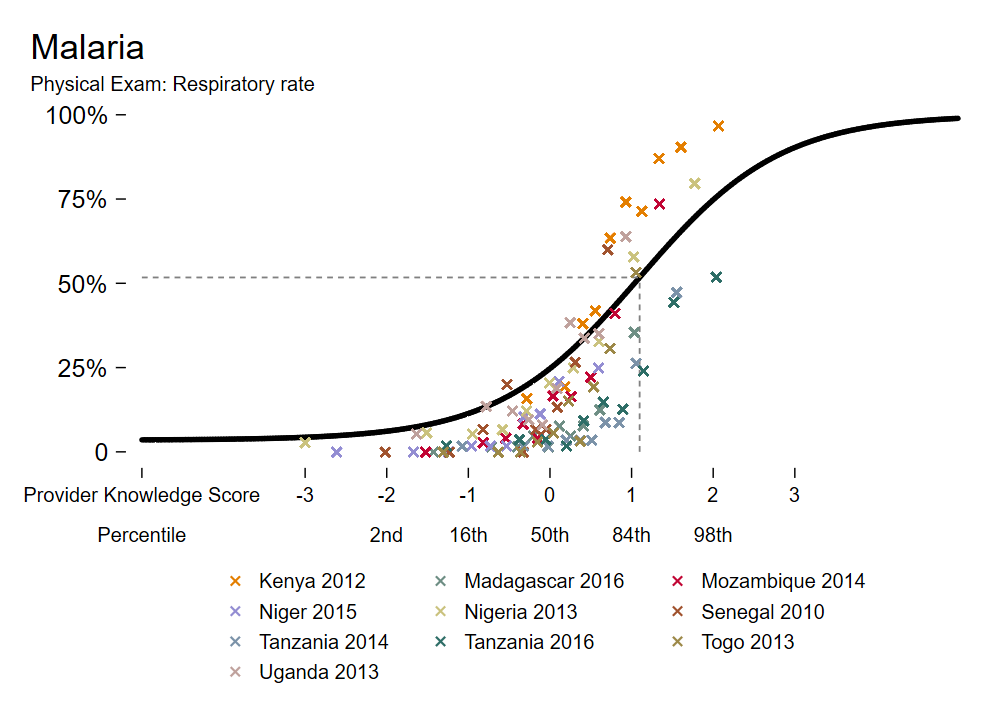 Malaria
Physical Exam: Respiratory rate
100%
75%
50%
25%
0
Provider Knowledge Score -3 -2 -1 0 1 2 3
Percentile 2nd 16th 50th 84th 98th
Kenya 2012 Madagascar 2016 Mozambique 2014
Niger 2015 Nigeria 2013 Senegal 2010
Tanzania 2014 Tanzania 2016 Togo 2013
Uganda 2013